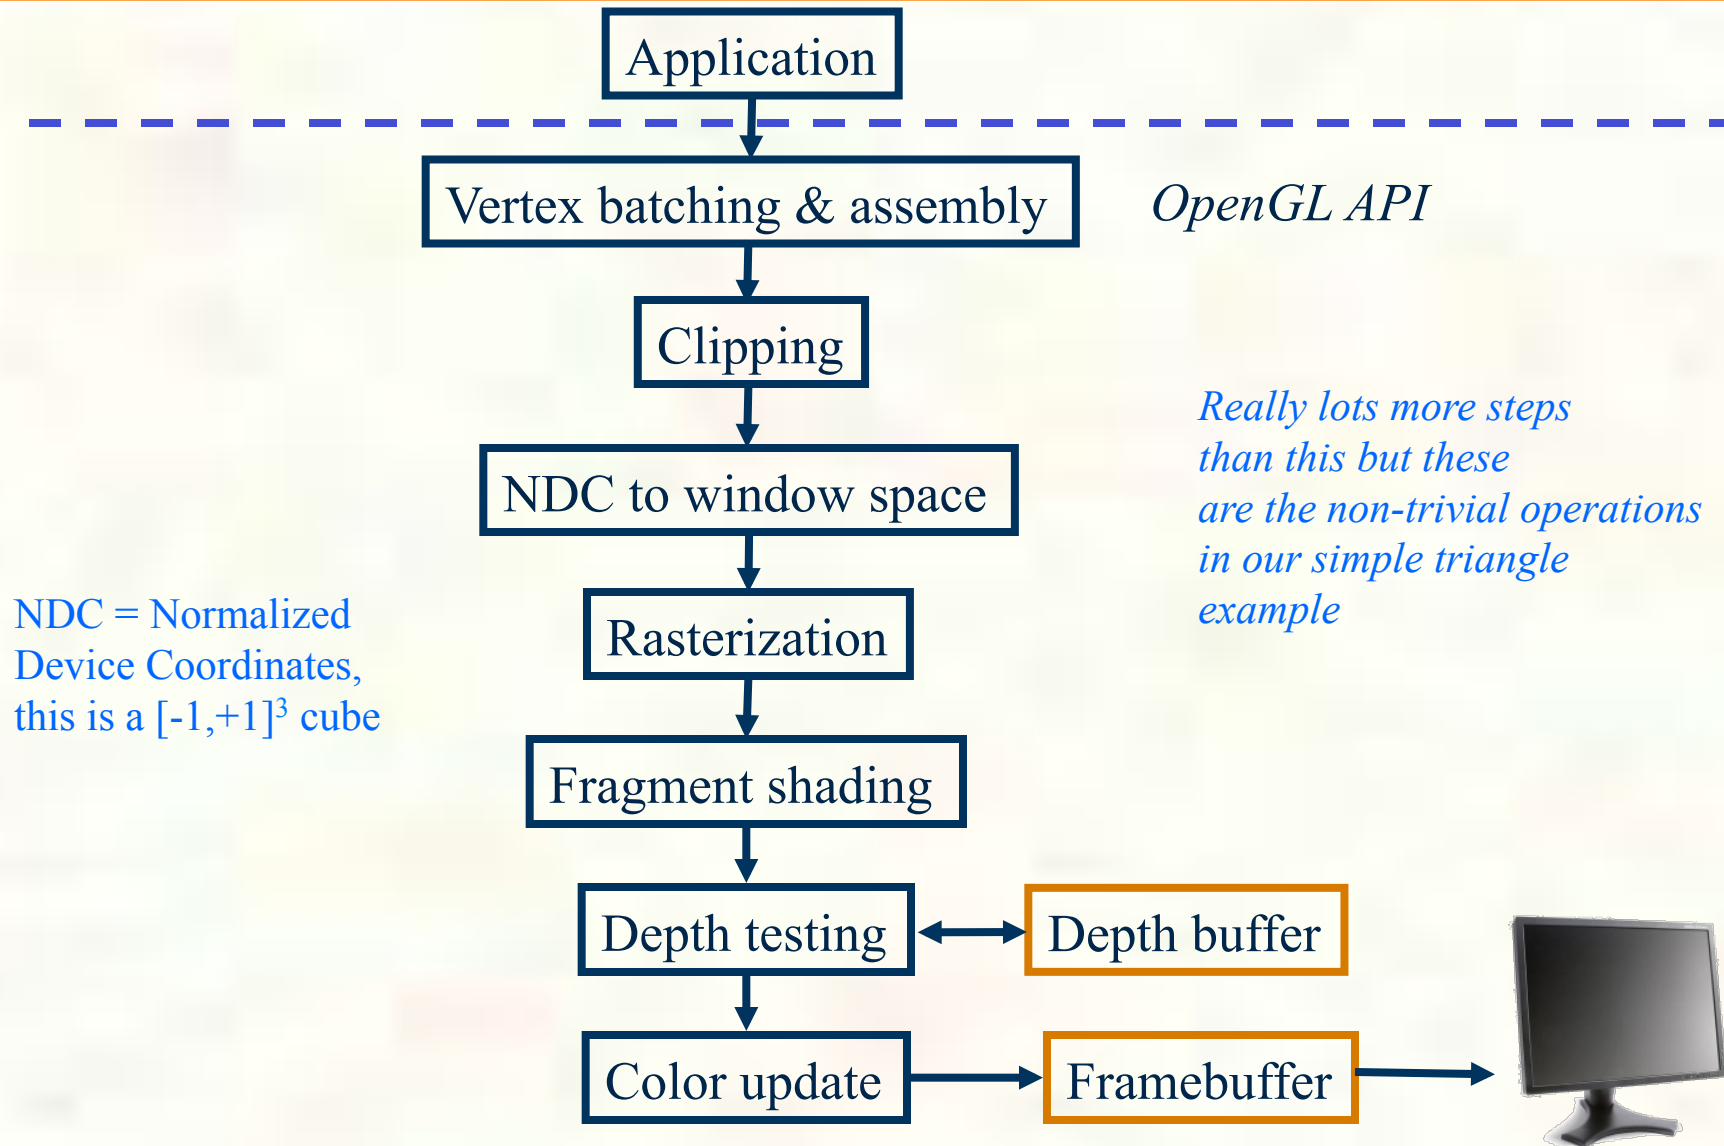 Application
Vertex batching & assembly
OpenGL API
Clipping
Really lots more steps
than this but these
are the non-trivial operations
in our simple triangle
example
NDC to window space
NDC = Normalized
Device Coordinates,
this is a [-1,+1]³ cube
Rasterization
Fragment shading
Depth testing
Depth buffer
Color update
Framebuffer